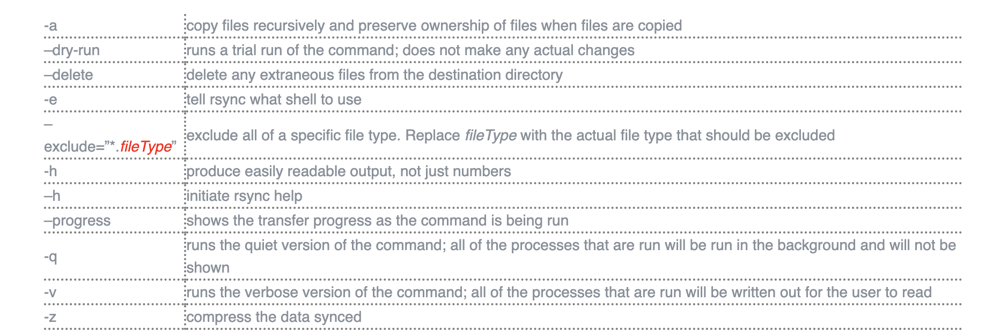 -a copy files recursively and preserve ownership of files when files are copied
–dry-run runs a trial run of the command; does not make any actual changes
–delete delete any extraneous files from the destination directory
-e tell rsync what shell to use
–
exclude=”*.fileType” exclude all of a specific file type. Replace fileType with the actual file type that should be excluded
-h produce easily readable output, not just numbers
–h initiate rsync help
–progress shows the transfer progress as the command is being run
-q runs the quiet version of the command; all of the processes that are run will be run in the background and will not be
shown
-v runs the verbose version of the command; all of the processes that are run will be written out for the user to read
-z compress the data synced